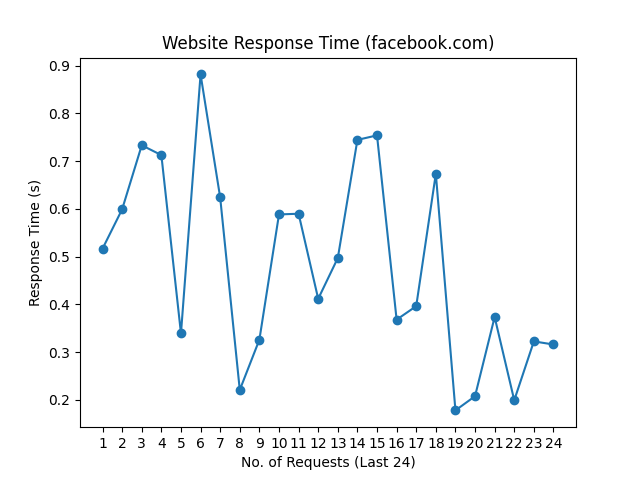 Website Response Time (facebook.com)
Response Time (s)
0.9
0.8
0.7
0.6
0.5
0.4
0.3
0.2
1 2 3 4 5 6 7 8 9 10 11 12 13 14 15 16 17 18 19 20 21 22 23 24
No. of Requests (Last 24)